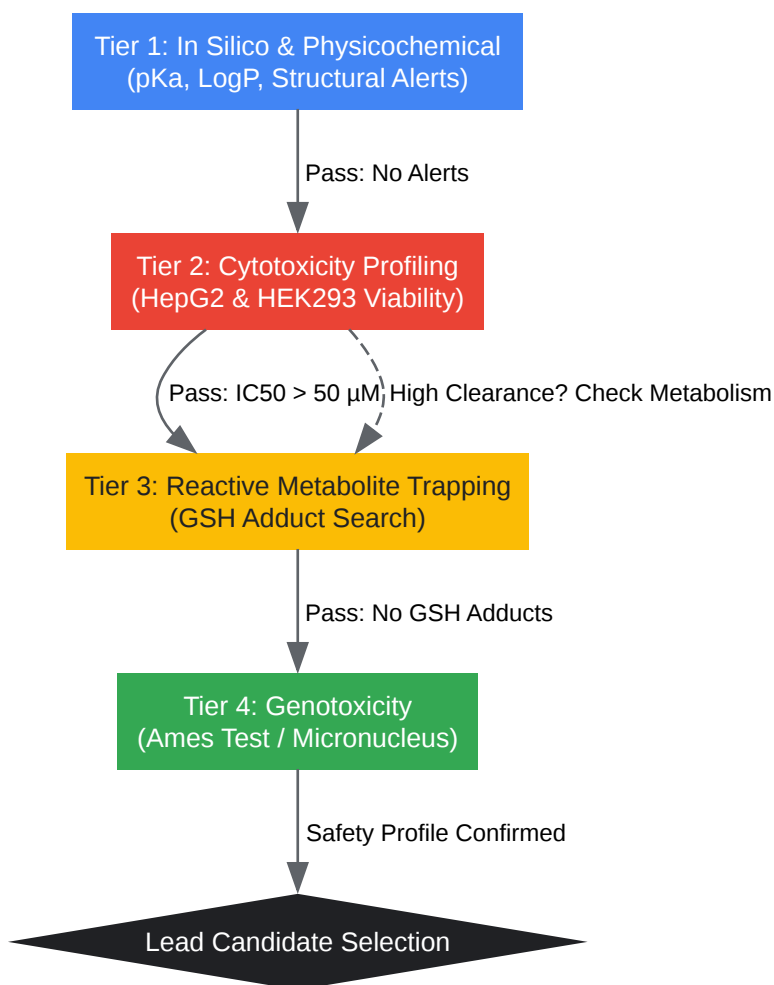 Tier 1: In Silico & Physicochemical
(pKa, LogP, Structural Alerts)
Pass: No Alerts
Tier 2: Cytotoxicity Profiling
(HepG2 & HEK293 Viability)
Pass: IC50 > 50 µM
High Clearance? Check Metabolism
Tier 3: Reactive Metabolite Trapping
(GSH Adduct Search)
Pass: No GSH Adducts
Tier 4: Genotoxicity
(Ames Test / Micronucleus)
Safety Profile Confirmed
Lead Candidate Selection